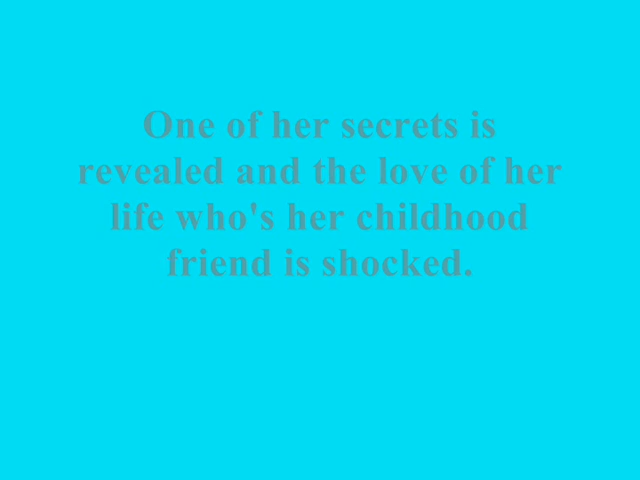 One of her secrets is
revealed and the love of her
life who's her childhood
friend is shocked.